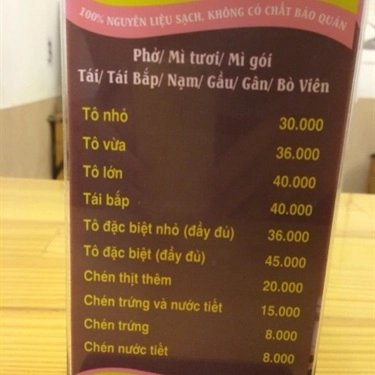 100% NGUYÊN LIỆU SẠCH, KHÔNG CÓ CHẤT BẢO QUẢN
Phở/ Mì tươi/ Mì gói
Tái/ Tái Bắp/ Nạm/ Gầu/ Gân/ Bò Viên
Tô nhỏ 30.000
Tô vừa 36.000
Tô lớn 40.000
Tái bắp 40.000
Tô đặc biệt nhỏ (đầy đủ) 36.000
Tô đặc biệt (đầy đủ) 45.000
Chén thịt thêm 20.000
Chén trứng và nước tiết 15.000
Chén trứng 8.000
Chén nước tiết 8.000